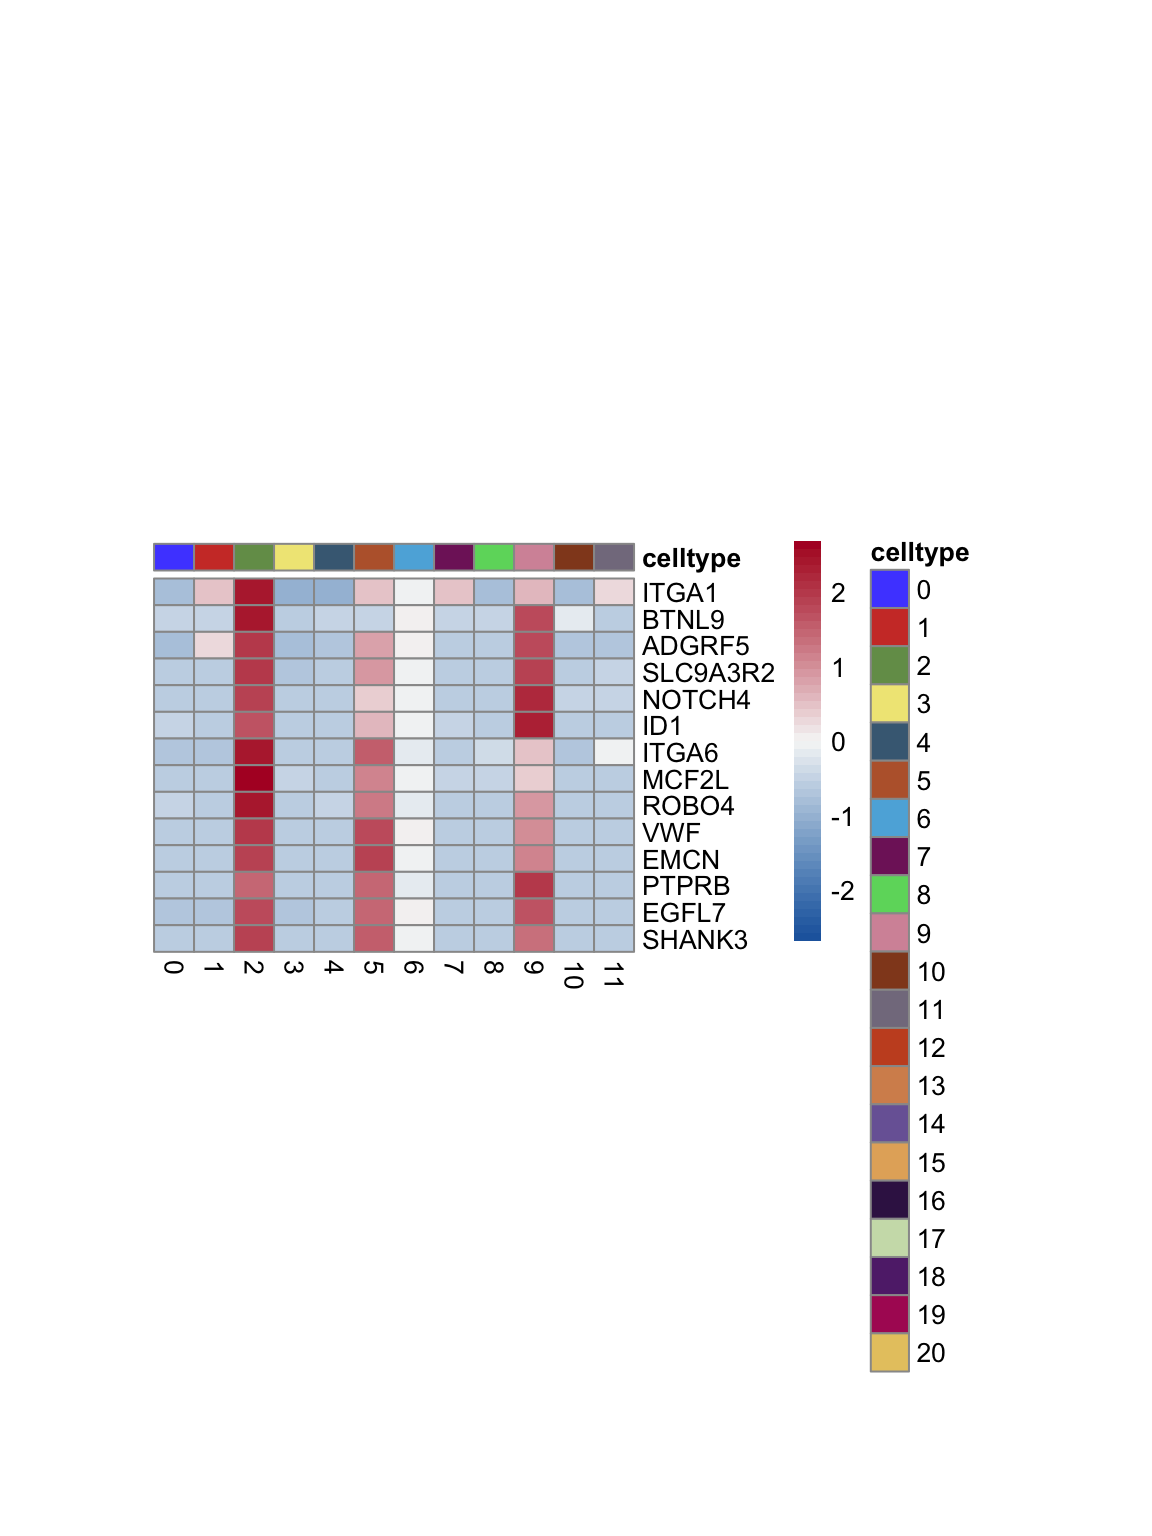 celltype
ITGA1
BTNL9
ADGRF5
SLC9A3R2
NOTCH4
ID1
ITGA6
MCF2L
ROBO4
VWF
EMCN
PTPRB
EGFL7
SHANK3
0 1 2 3 4 5 6 7 8 9 10 11
2
1
0
-1
-2
celltype
0
1
2
3
4
5
6
7
8
9
10
11
12
13
14
15
16
17
18
19
20